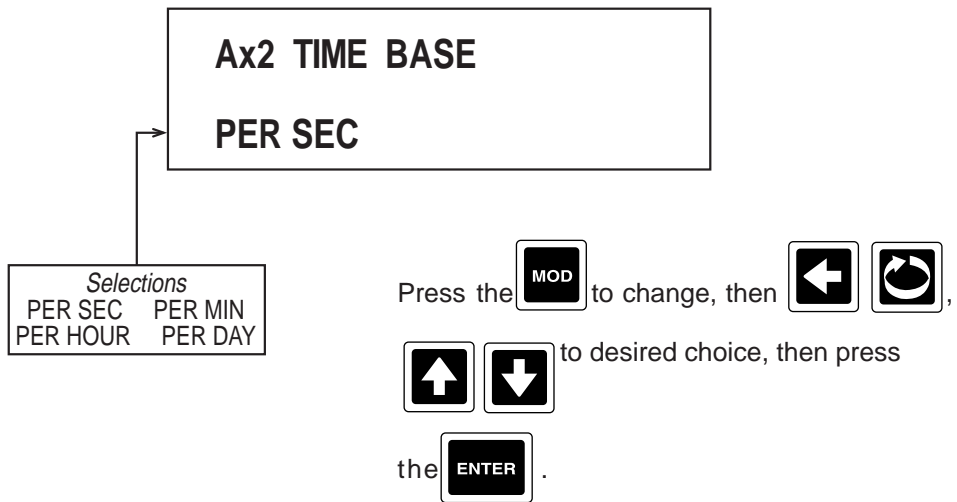 Ax2 TIME BASE
PER SEC
Selections
PER SEC PER MIN
PER HOUR PER DAY
Press the MOD to change, then ,
to desired choice, then press
the ENTER .